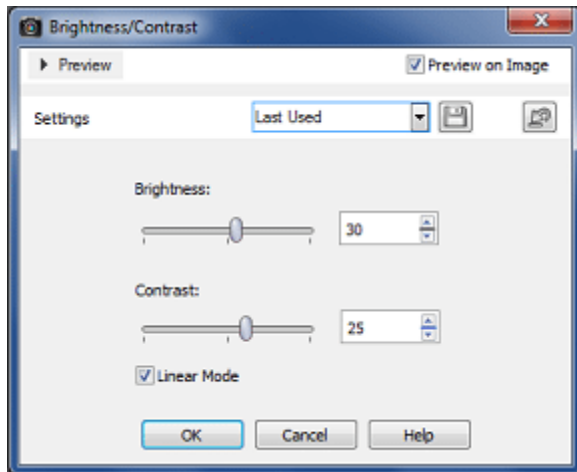 Brightness/Contrast
Preview
Preview on Image
Settings
Last Used
Brightness:
30
Contrast:
25
Linear Mode
OK
Cancel
Help